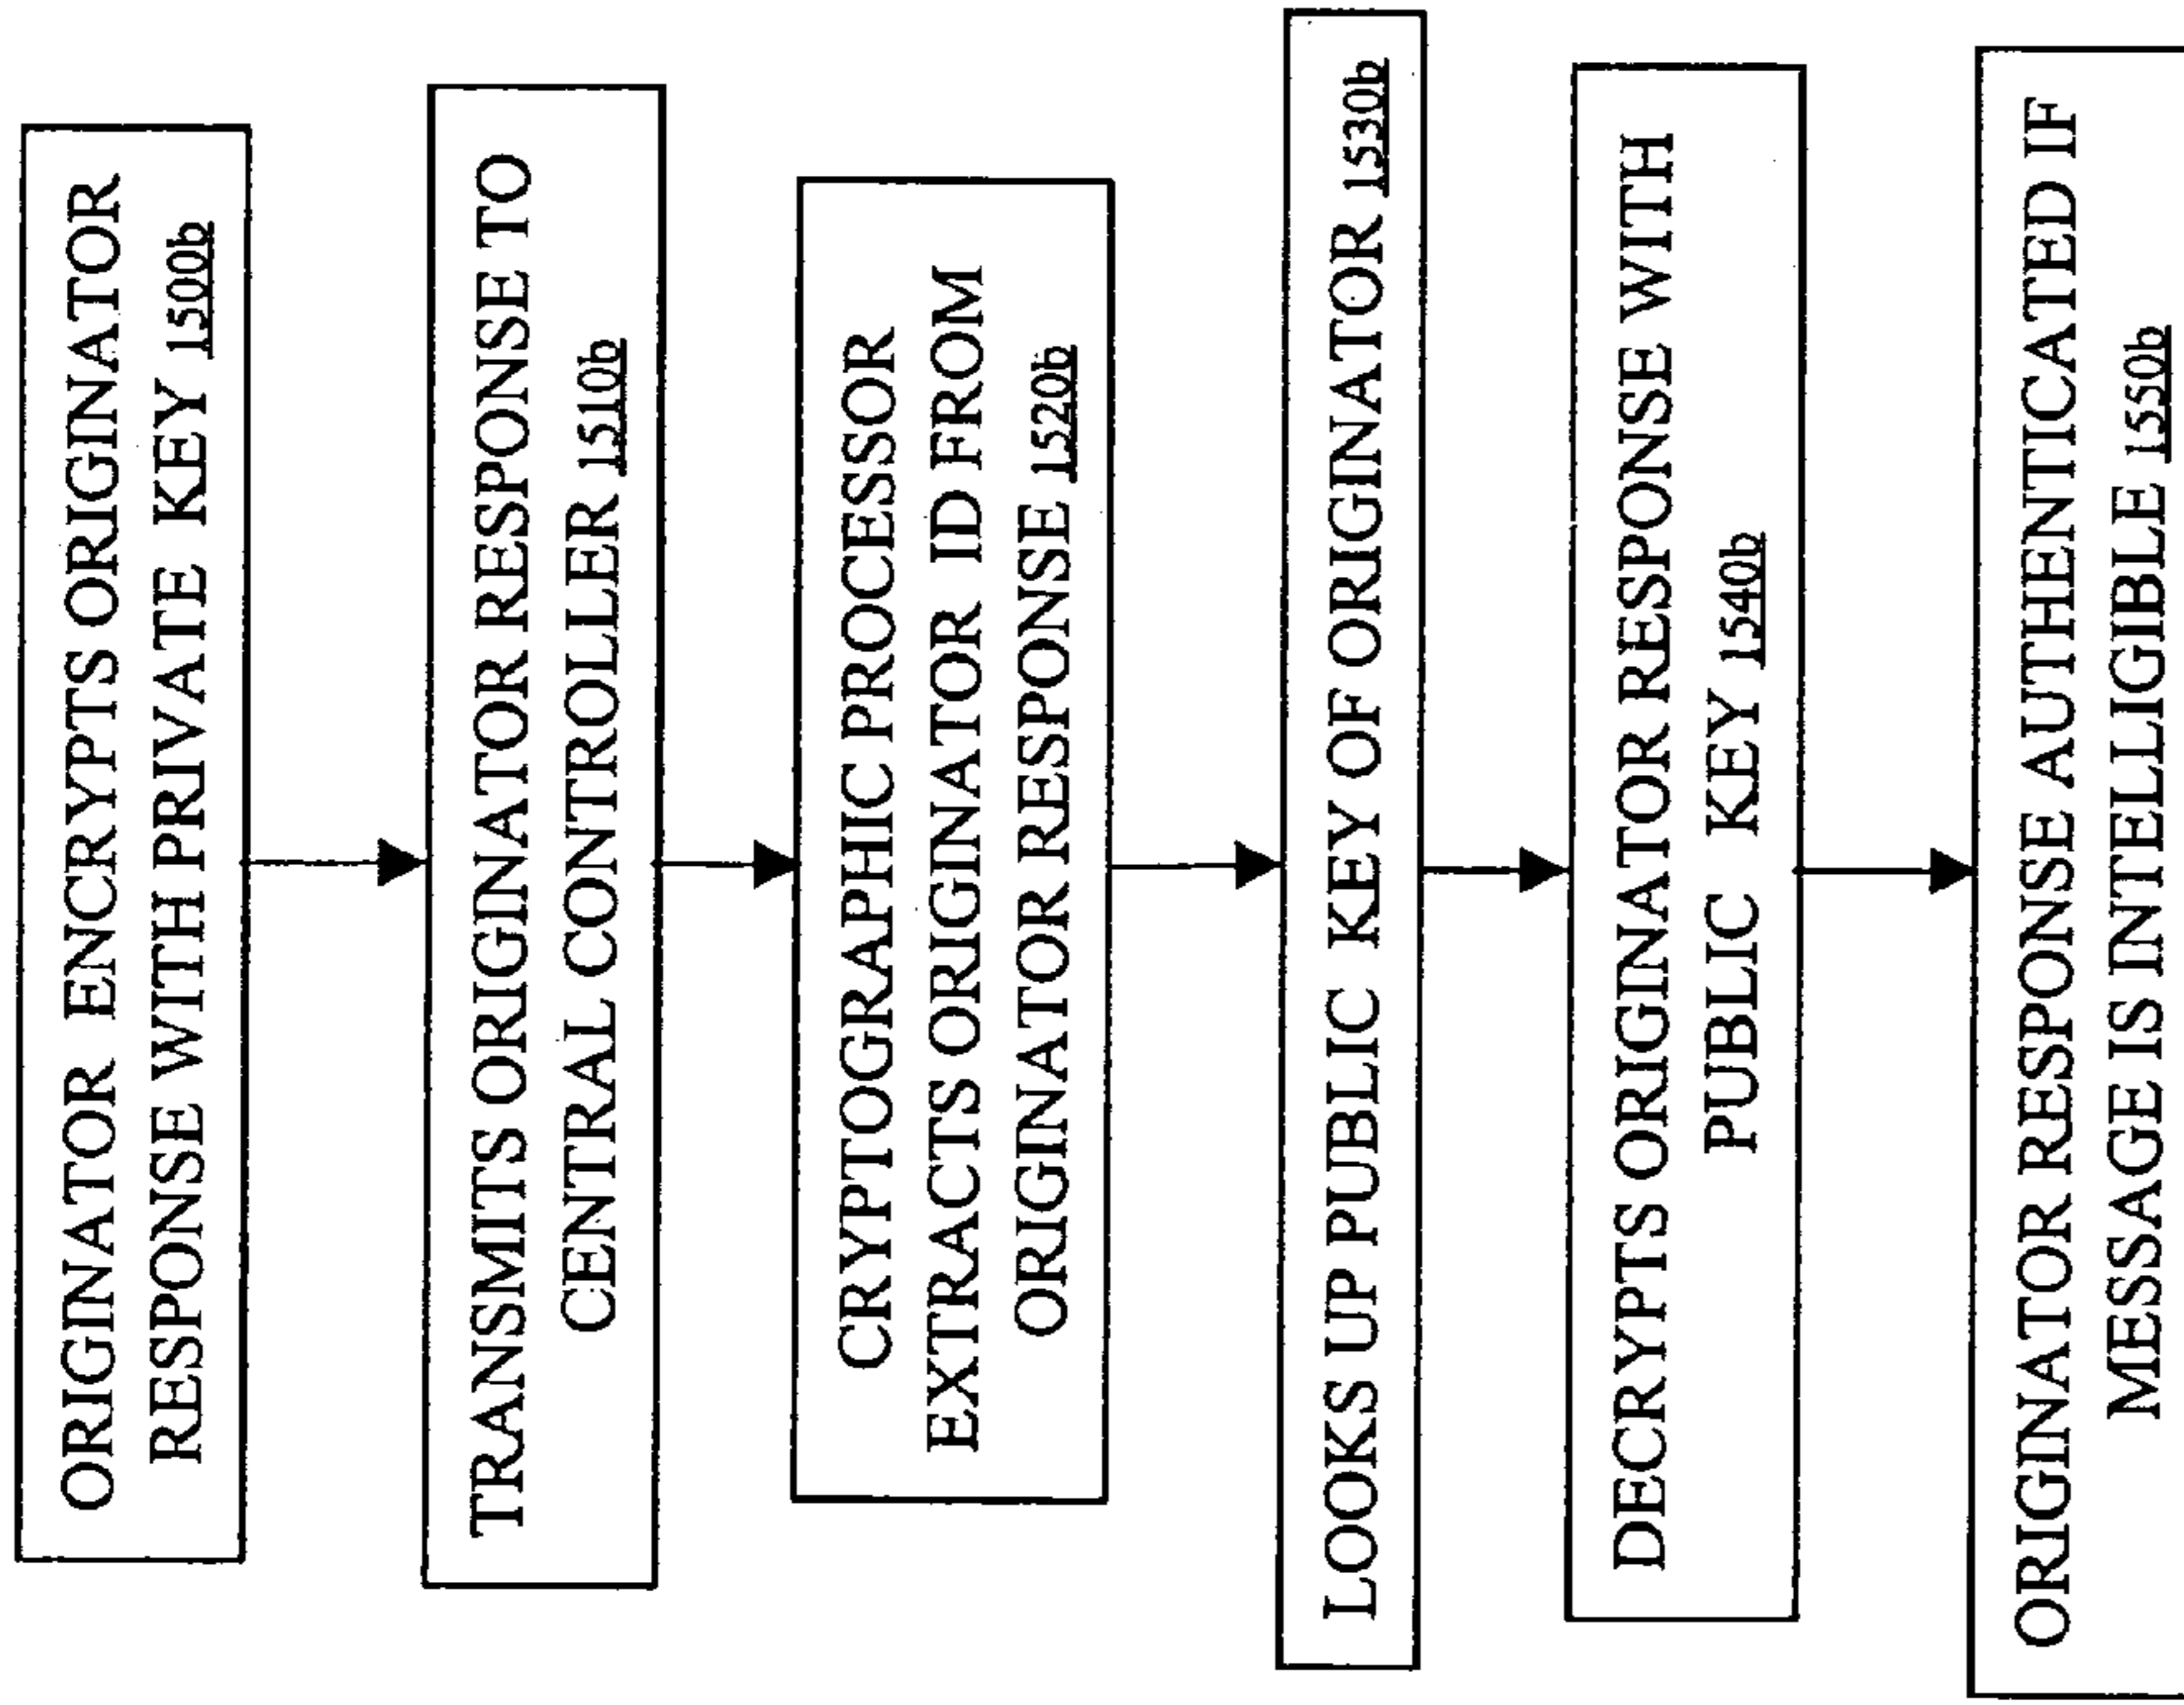 ORIGINATOR ENCRYPTS ORIGINATOR
RESPONSE WITH PRIVATE KEY 1500b
TRANSMITS ORIGINATOR RESPONSE TO
CENTRAL CONTROLLER 1510b
CRYPTOGRAPHIC PROCESSOR
EXTRACTS ORIGINATOR ID FROM
ORIGINATOR RESPONSE 1520b
LOOKS UP PUBLIC KEY OF ORIGINATOR 1530b
DECRYPTS ORIGINATOR RESPONSE WITH
PUBLIC KEY 1540b
ORIGINATOR RESPONSE AUTHENTICATED IF
MESSAGE IS INTELLIGIBLE 1550b